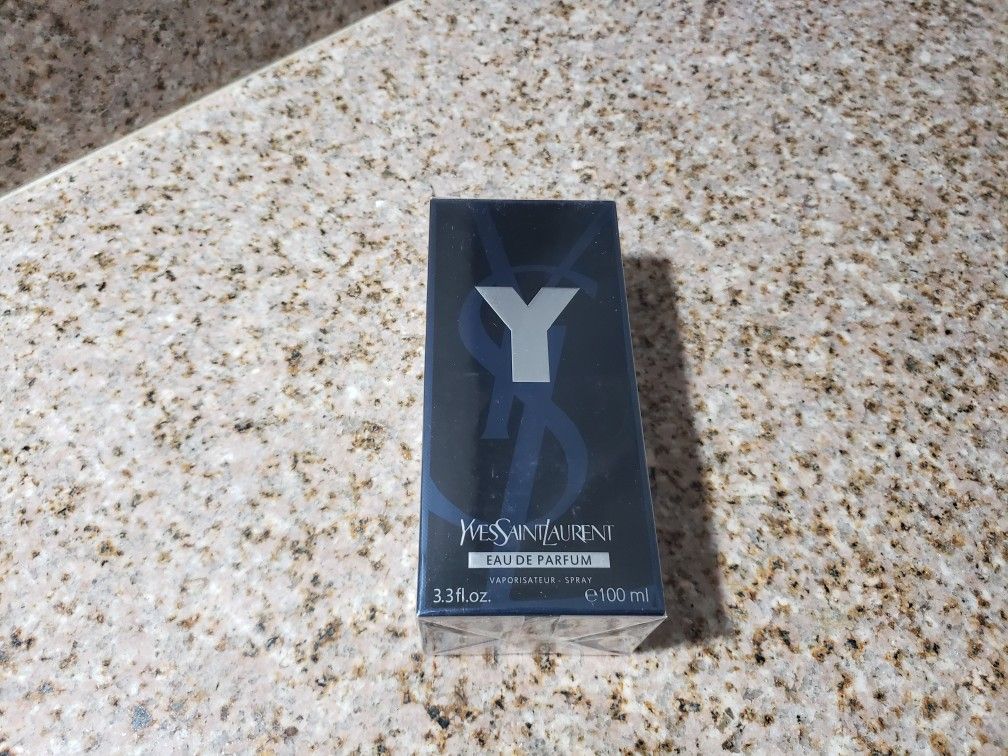 Y
YSL
YVESSAINTLAURENT
EAU DE PARFUM
VAPORISATEUR - SPRAY
3.3 fl.oz. ℮100 ml